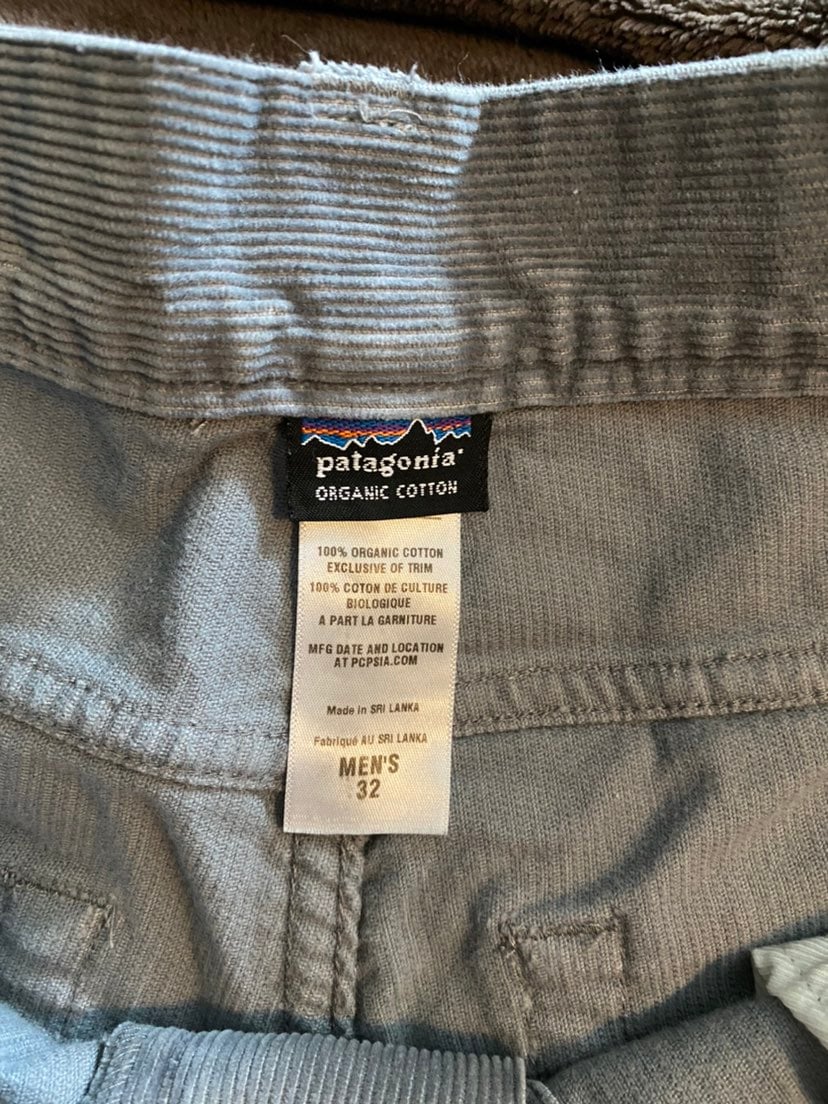 patagonia
ORGANIC COTTON
100% ORGANIC COTTON
EXCLUSIVE OF TRIM
100% COTON DE CULTURE
BIOLOGIQUE
A PART LA GARNITURE
MFG DATE AND LOCATION
AT PCPSIA.COM
Made in SRI LANKA
Fabriqué AU SRI LANKA
MEN'S
32